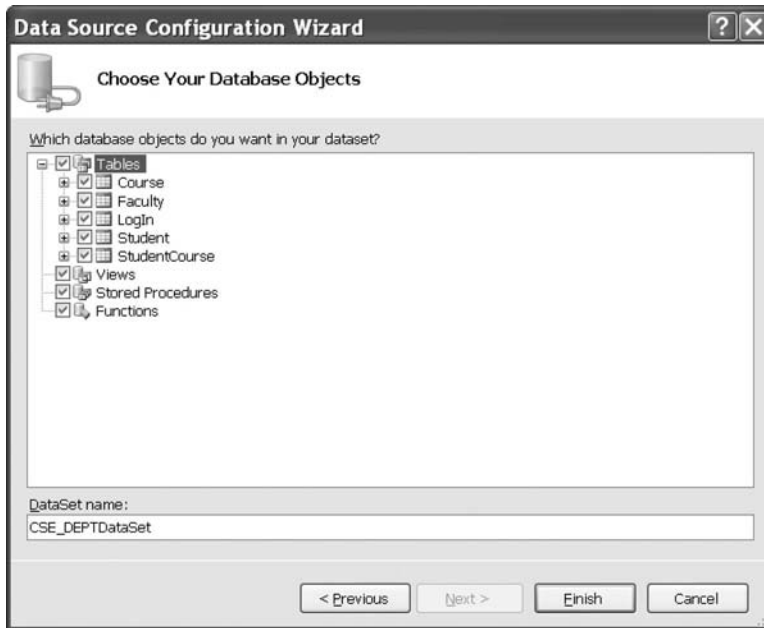 Data Source Configuration Wizard
Choose Your Database Objects
Which database objects do you want in your dataset?
Tables
Course
Faculty
LogIn
Student
StudentCourse
Views
Stored Procedures
Functions
DataSet name:
CSE_DEPTDataSet
< Previous Next > Finish Cancel